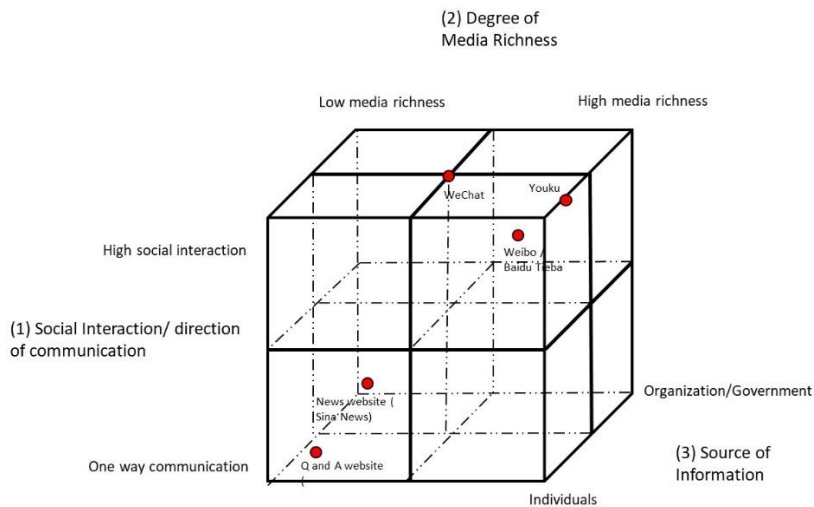 (2) Degree of
Media Richness
Low media richness
High media richness
WeChat
Youku
High social interaction
Weibo /
Baidu Tieba
(1) Social Interaction/ direction
of communication
News website (
Sina News)
Organization/Government
One way communication
Q and A website
(
(3) Source of
Information
Individuals